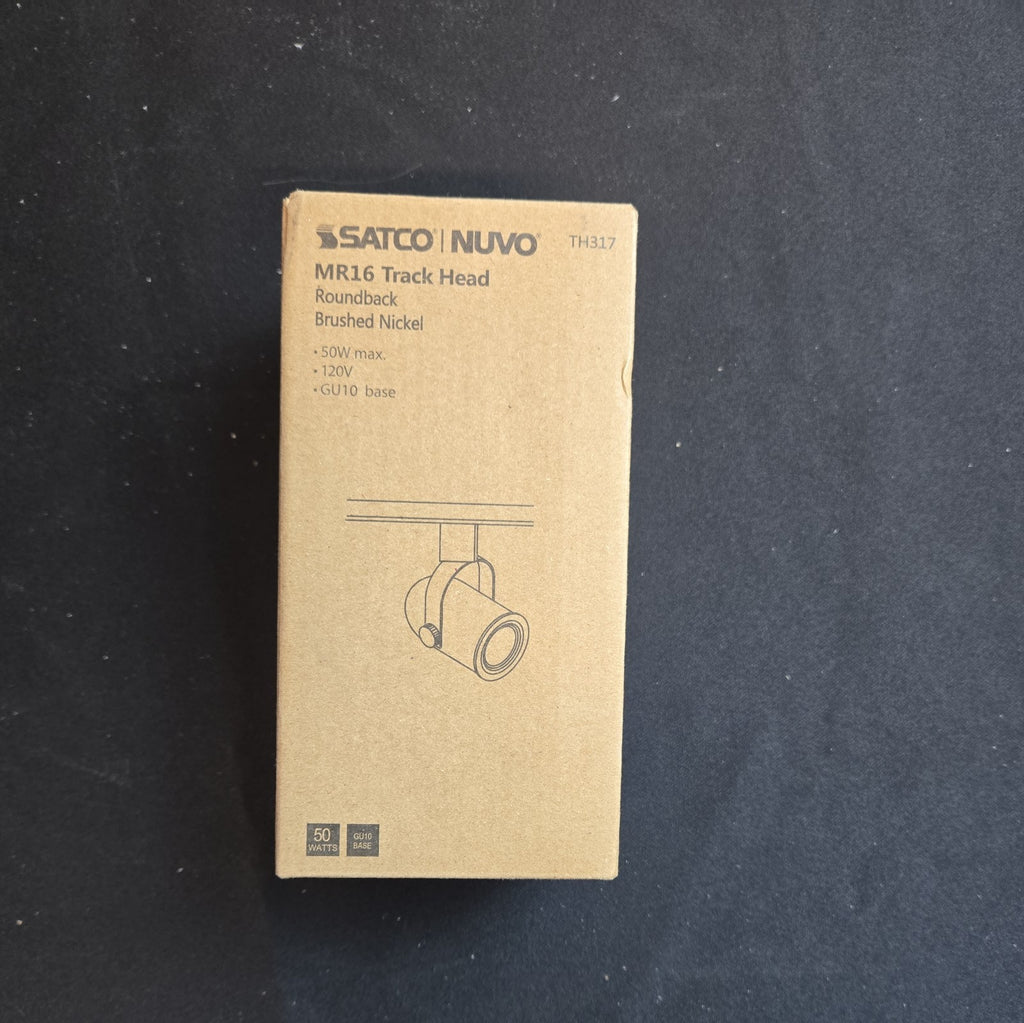 SATCO® | NUVO® TH317
MR16 Track Head
Roundback
Brushed Nickel
• 50W max.
• 120V
• GU10 base
50
WATTS
GU10
BASE